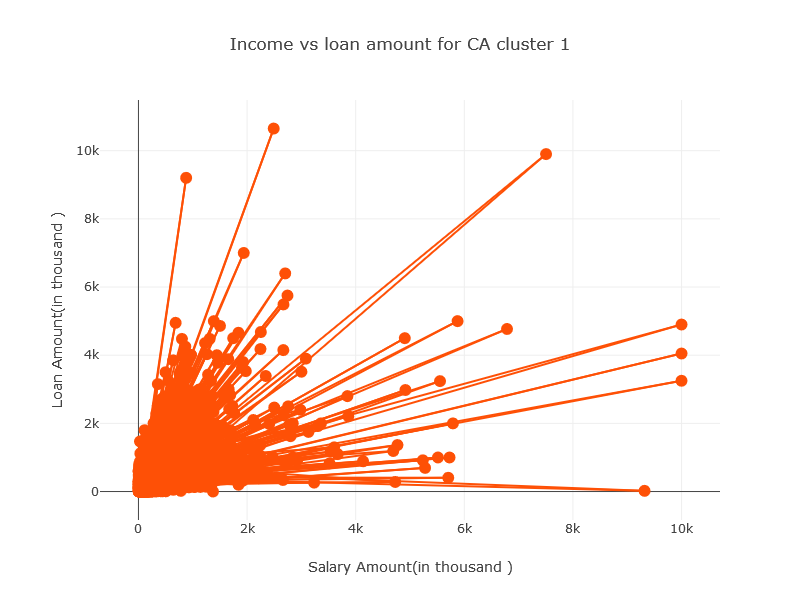 Income vs loan amount for CA cluster 1
Loan Amount(in thousand )
10k
8k
6k
4k
2k
0
0 2k 4k 6k 8k 10k
Salary Amount(in thousand )